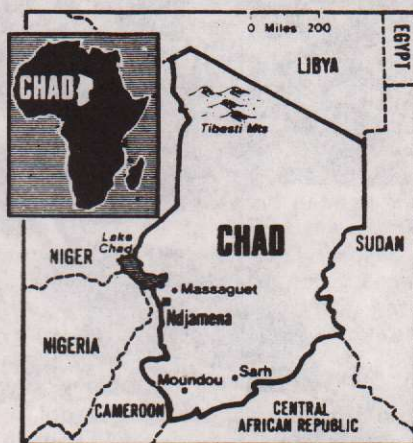 0 Miles 200
EGYPT
LIBYA
CHAD
Tibesti Mts
Lake
Chad
CHAD
NIGER
SUDAN
Massaguet
Ndjamena
NIGERIA
Moundou
Sarh
CAMEROON
CENTRAL
AFRICAN REPUBLIC